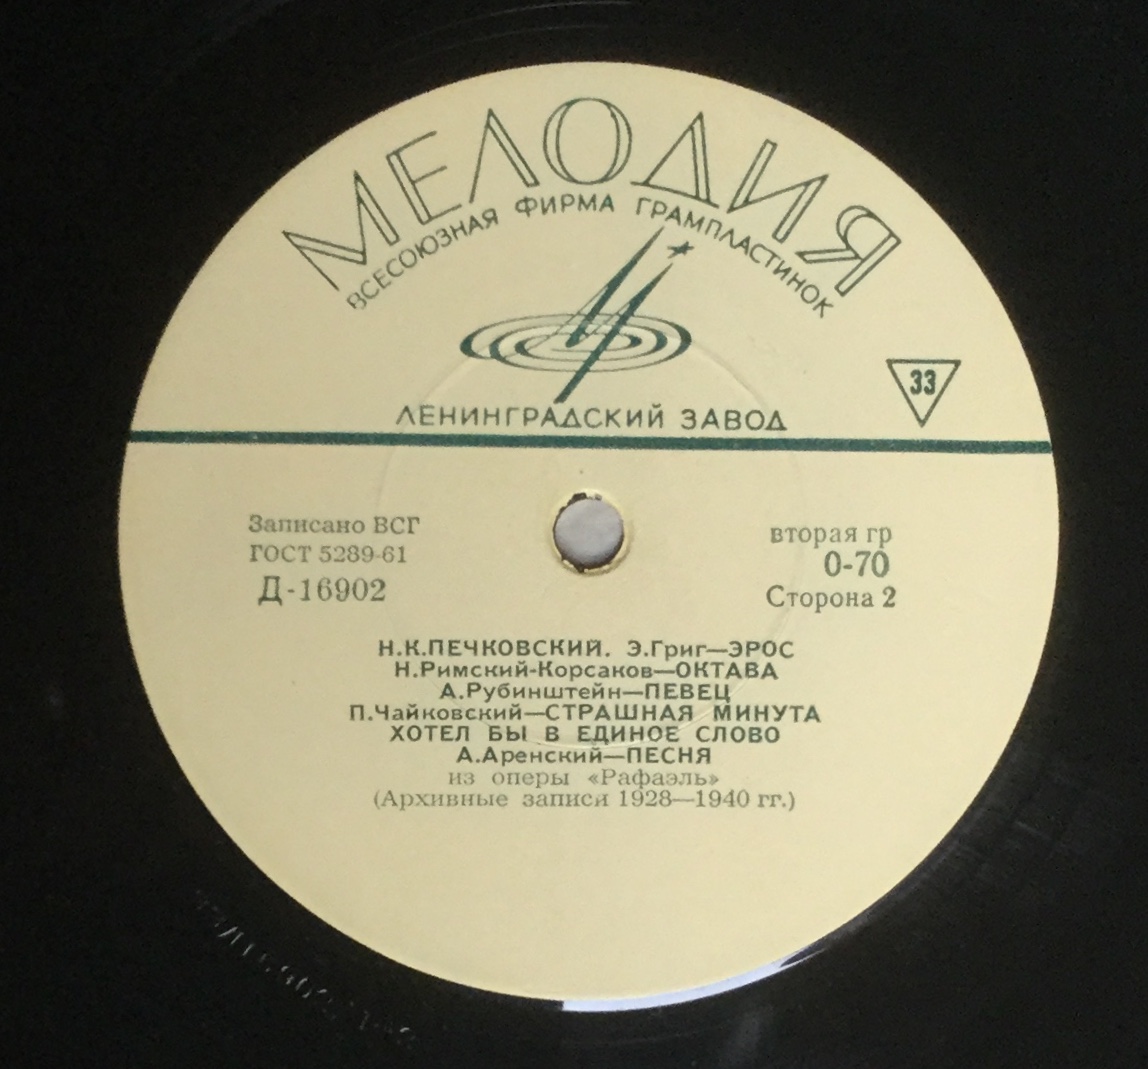 МЕЛОДИЯ
ВСЕСОЮЗНАЯ ФИРМА ГРАМПЛАСТИНОК
33
ЛЕНИНГРАДСКИЙ ЗАВОД
Записано ВСГ
ГОСТ 5289-61
Д-16902
вторая гр
0-70
Сторона 2
Н.К.ПЕЧКОВСКИЙ. Э.Григ—ЭРОС
Н.Римский-Корсаков—ОКТАВА
А.Рубинштейн—ПЕВЕЦ
П.Чайковский—СТРАШНАЯ МИНУТА
ХОТЕЛ БЫ В ЕДИНОЕ СЛОВО
А.Аренский—ПЕСНЯ
из оперы «Рафаэль»
(Архивные записи 1928—1940 гг.)